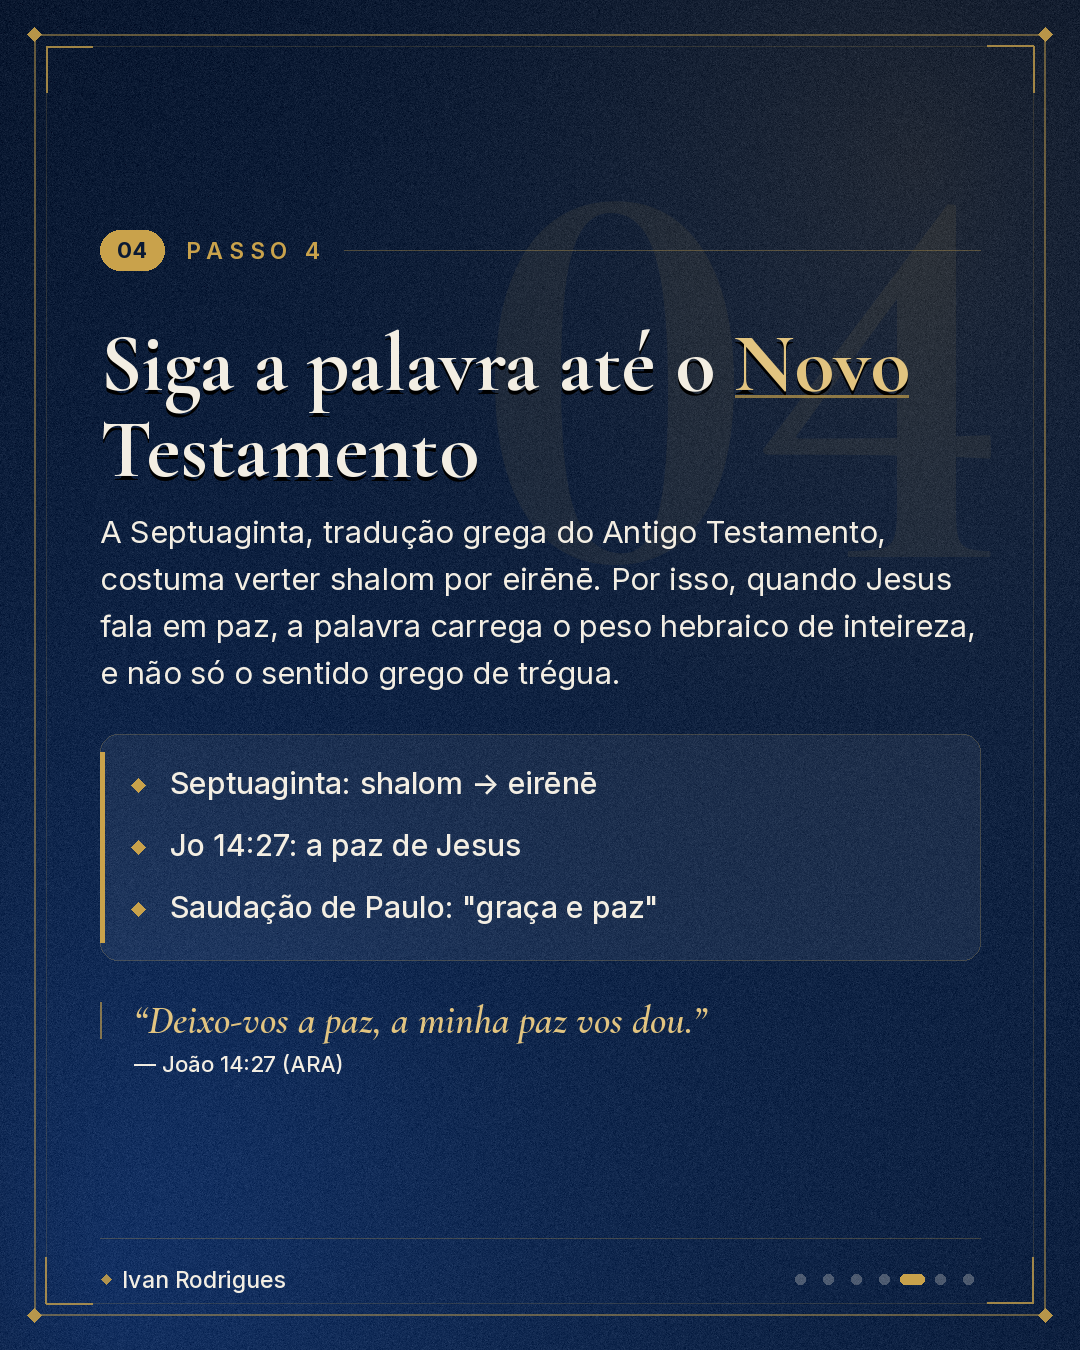 04 PASSO 4
04
Siga a palavra até o Novo
Testamento
A Septuaginta, tradução grega do Antigo Testamento,
costuma verter shalom por eirēnē. Por isso, quando Jesus
fala em paz, a palavra carrega o peso hebraico de inteireza,
e não só o sentido grego de trégua.
Septuaginta: shalom → eirēnē
Jo 14:27: a paz de Jesus
Saudação de Paulo: "graça e paz"
“Deixo-vos a paz, a minha paz vos dou.”
— João 14:27 (ARA)
Ivan Rodrigues